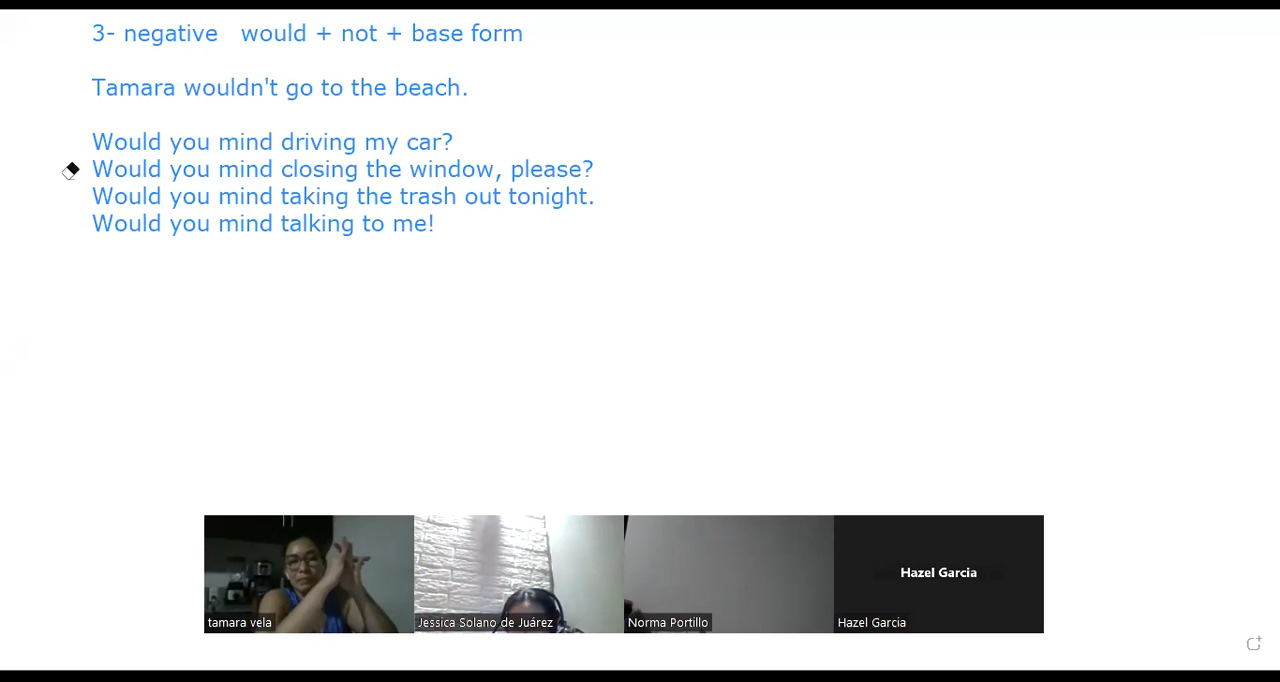 3- negative   would + not + base form
Tamara wouldn't go to the beach.
Would you mind driving my car?
Would you mind closing the window, please?
Would you mind taking the trash out tonight.
Would you mind talking to me!
Hazel Garcia
tamara vela
Jessica Solano de Juárez
Norma Portillo
Hazel Garcia